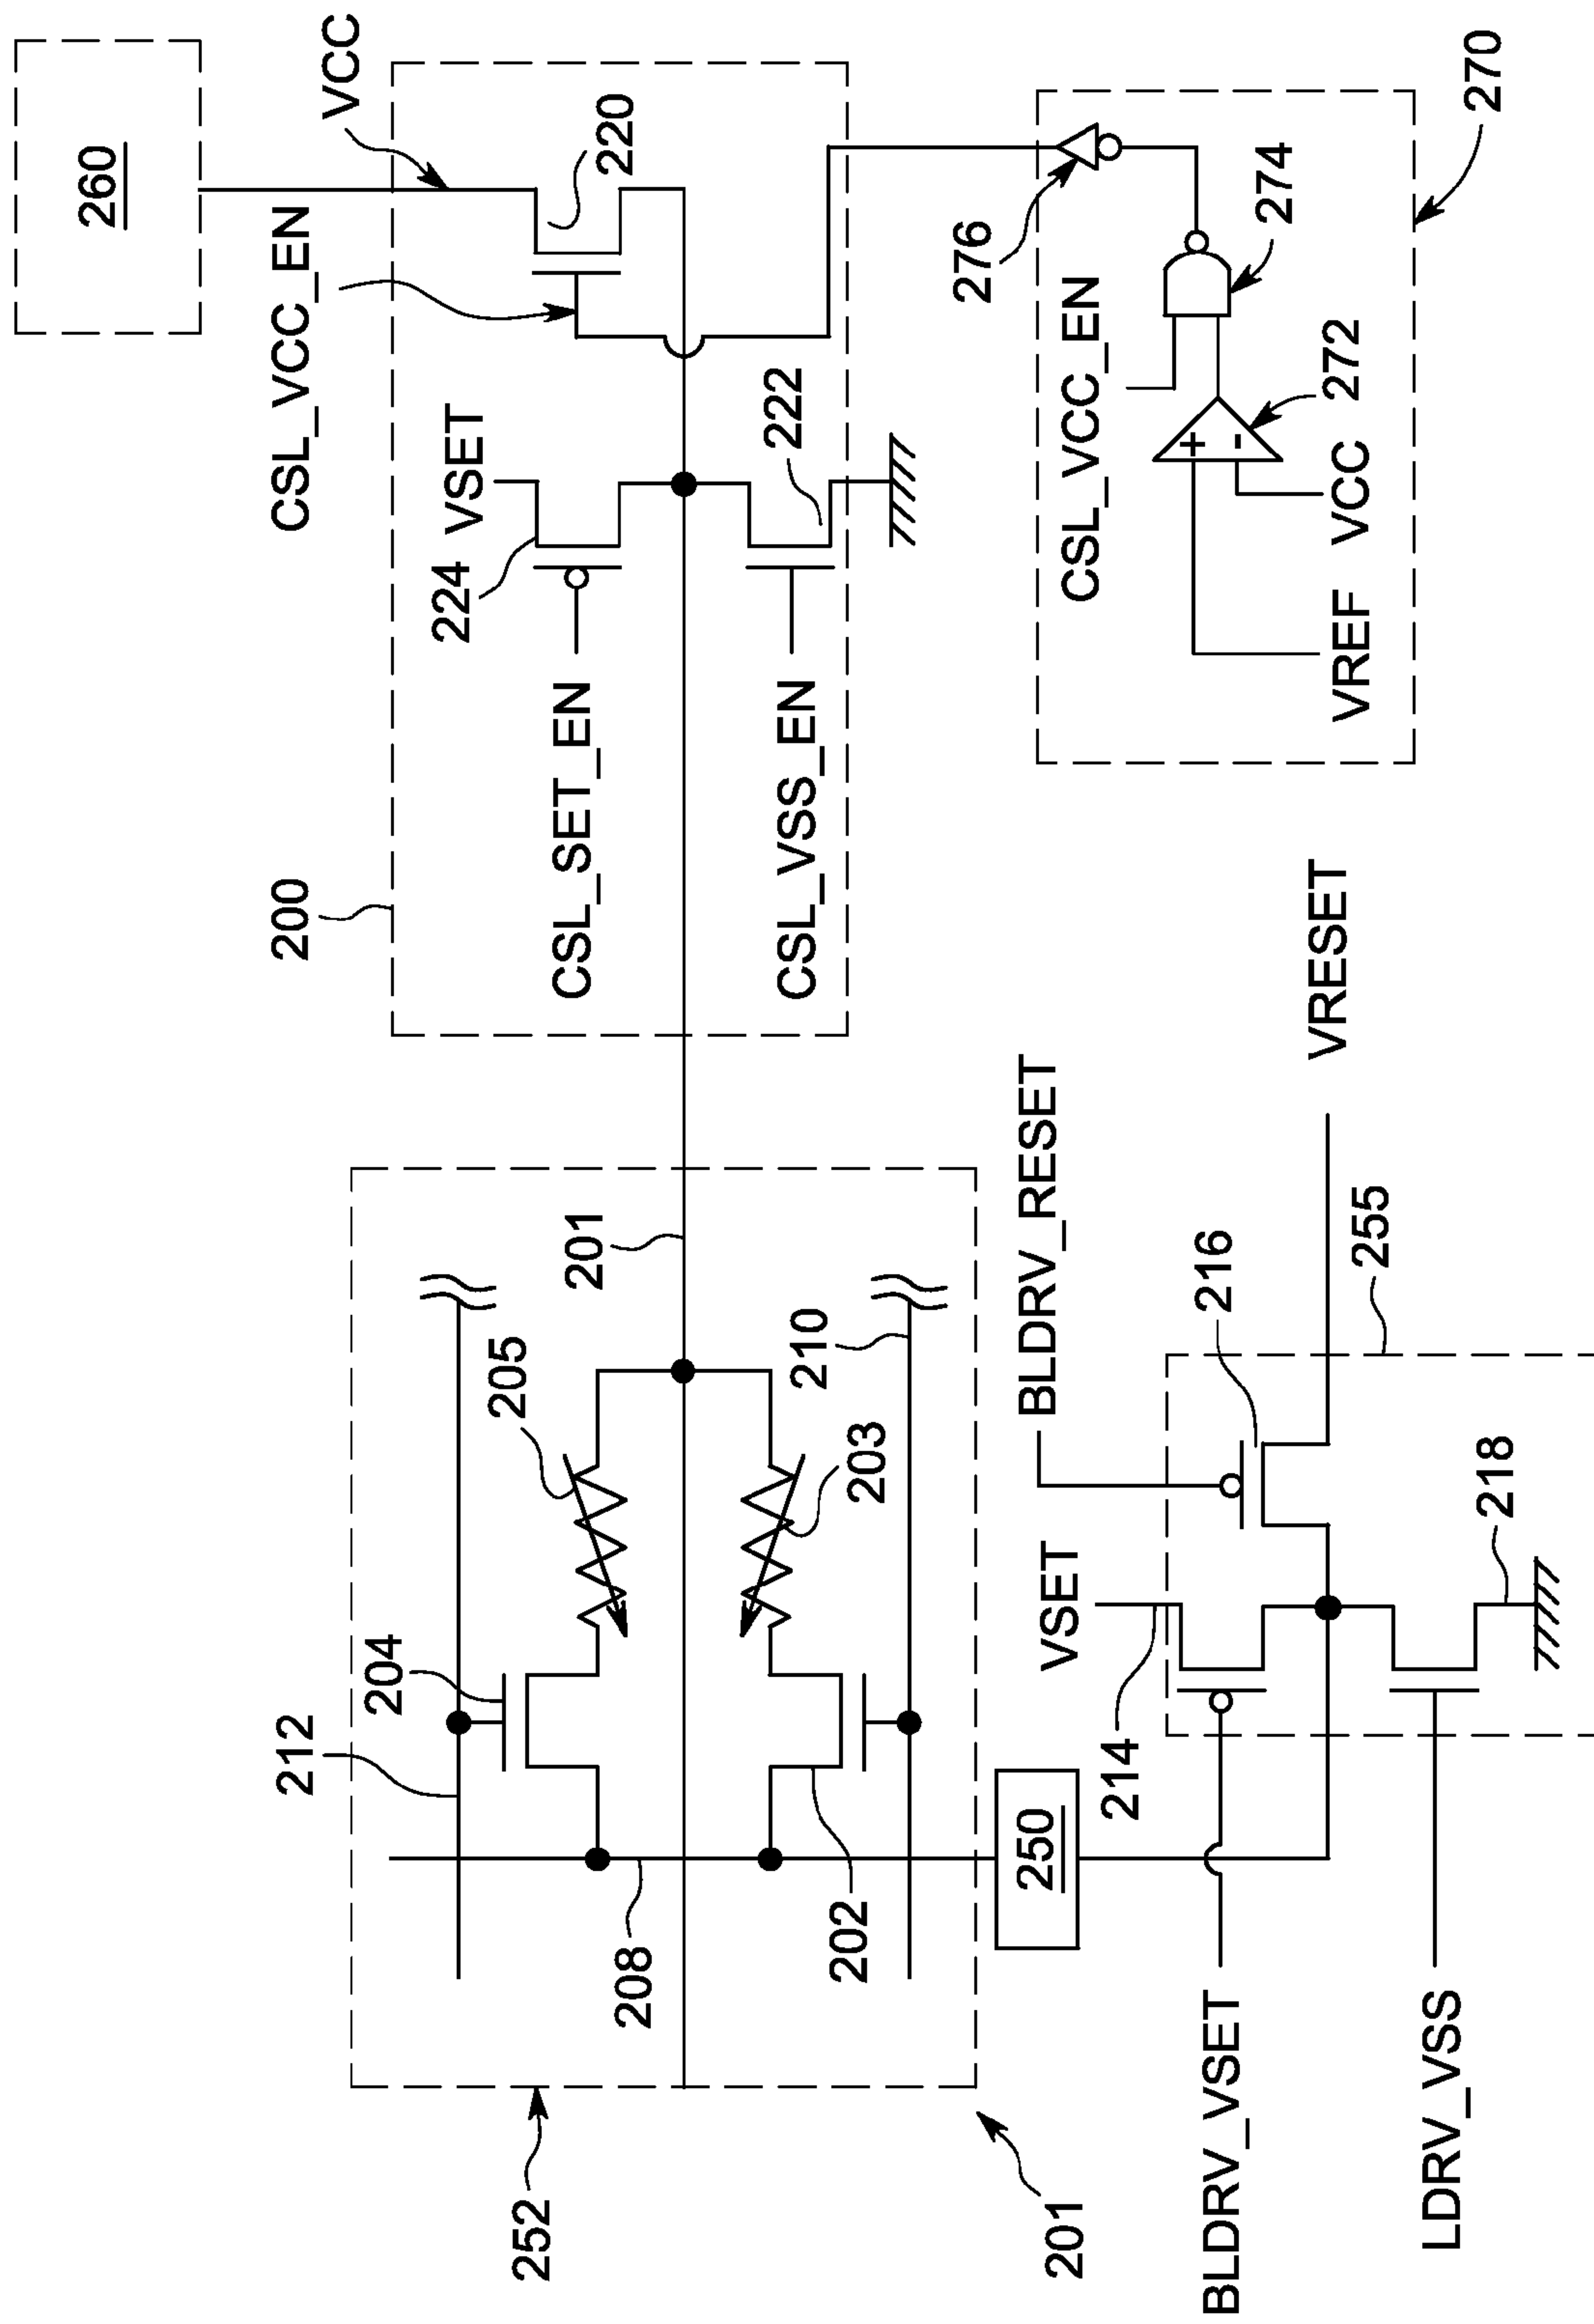 260
VCC
CSL_VCC_EN
220
VSET
224
222
200
CSL_SET_EN
CSL_VSS_EN
276
CSL_VCC_EN
274
270
272
VCC
VREF
+
-
252
212
204
205
201
208
202
203
210
201
250
BLDRV_RESET
VRESET
216
255
VSET
214
218
BLDRV_VSET
LDRV_VSS